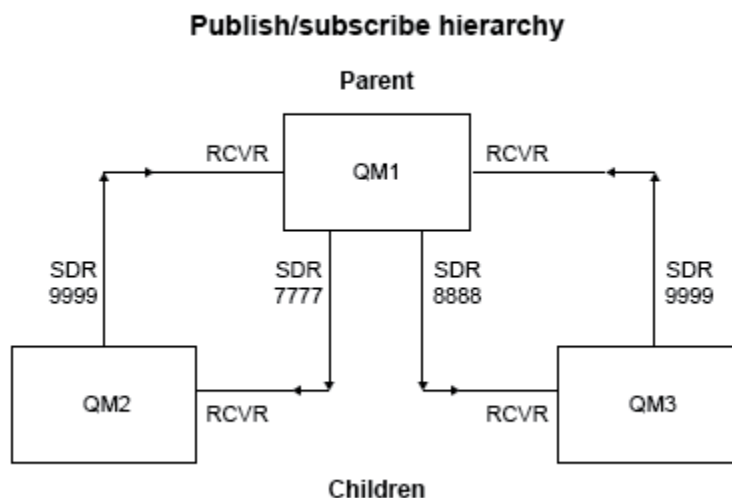 Publish/subscribe hierarchy
Parent
RCVR
QM1
RCVR
SDR
9999
SDR
7777
SDR
8888
SDR
9999
QM2
RCVR
RCVR
QM3
Children